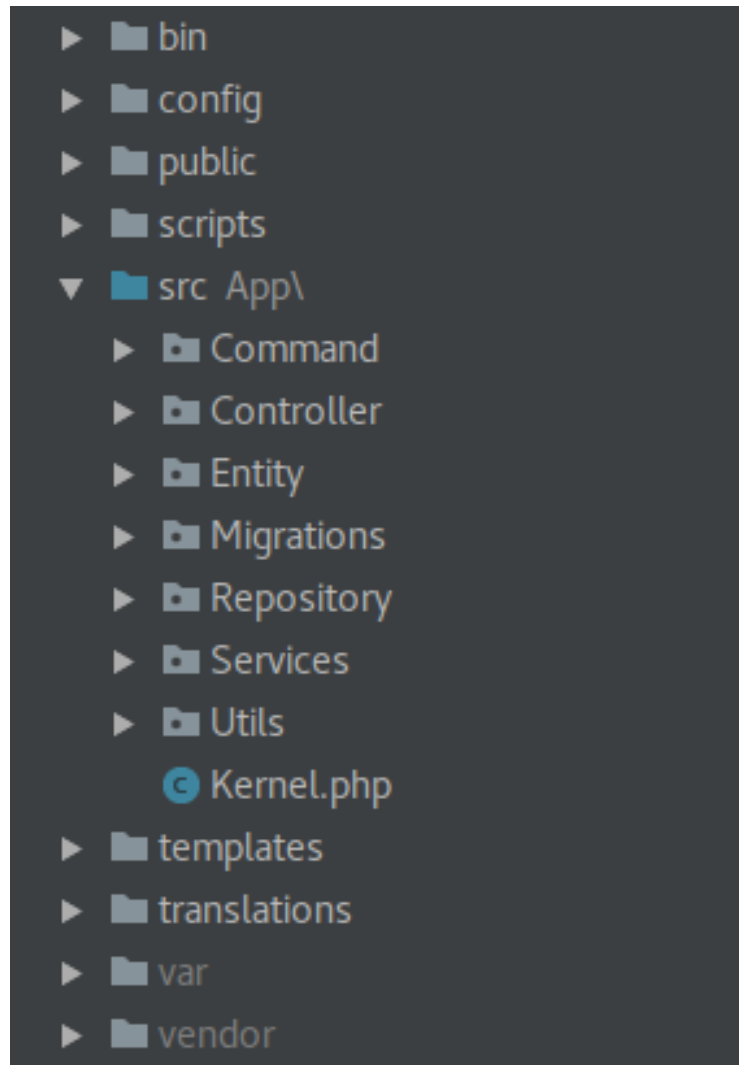 bin
config
public
scripts
src App\
Command
Controller
Entity
Migrations
Repository
Services
Utils
C Kernel.php
templates
translations
var
vendor